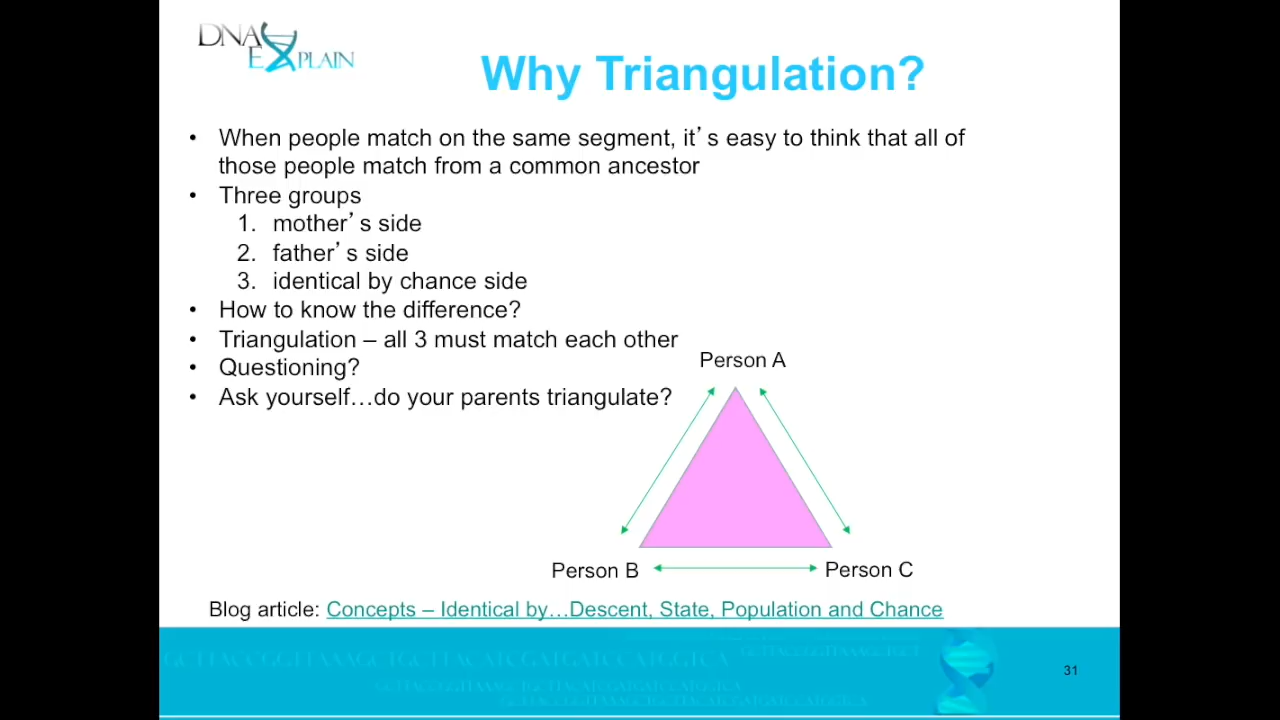 DNA
EXPLAIN
Why Triangulation?
• When people match on the same segment, it’s easy to think that all of
those people match from a common ancestor
• Three groups
1. mother’s side
2. father’s side
3. identical by chance side
• How to know the difference?
• Triangulation – all 3 must match each other
• Questioning?
• Ask yourself…do your parents triangulate?
Person A
Person B
Person C
Blog article: Concepts – Identical by…Descent, State, Population and Chance
31